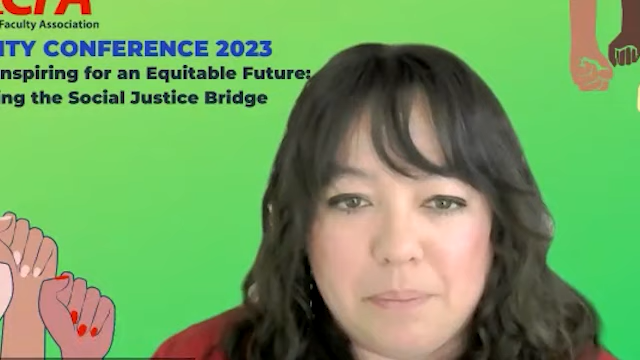 CFA
Faculty Association
ITY CONFERENCE 2023
nspiring for an Equitable Future:
ing the Social Justice Bridge